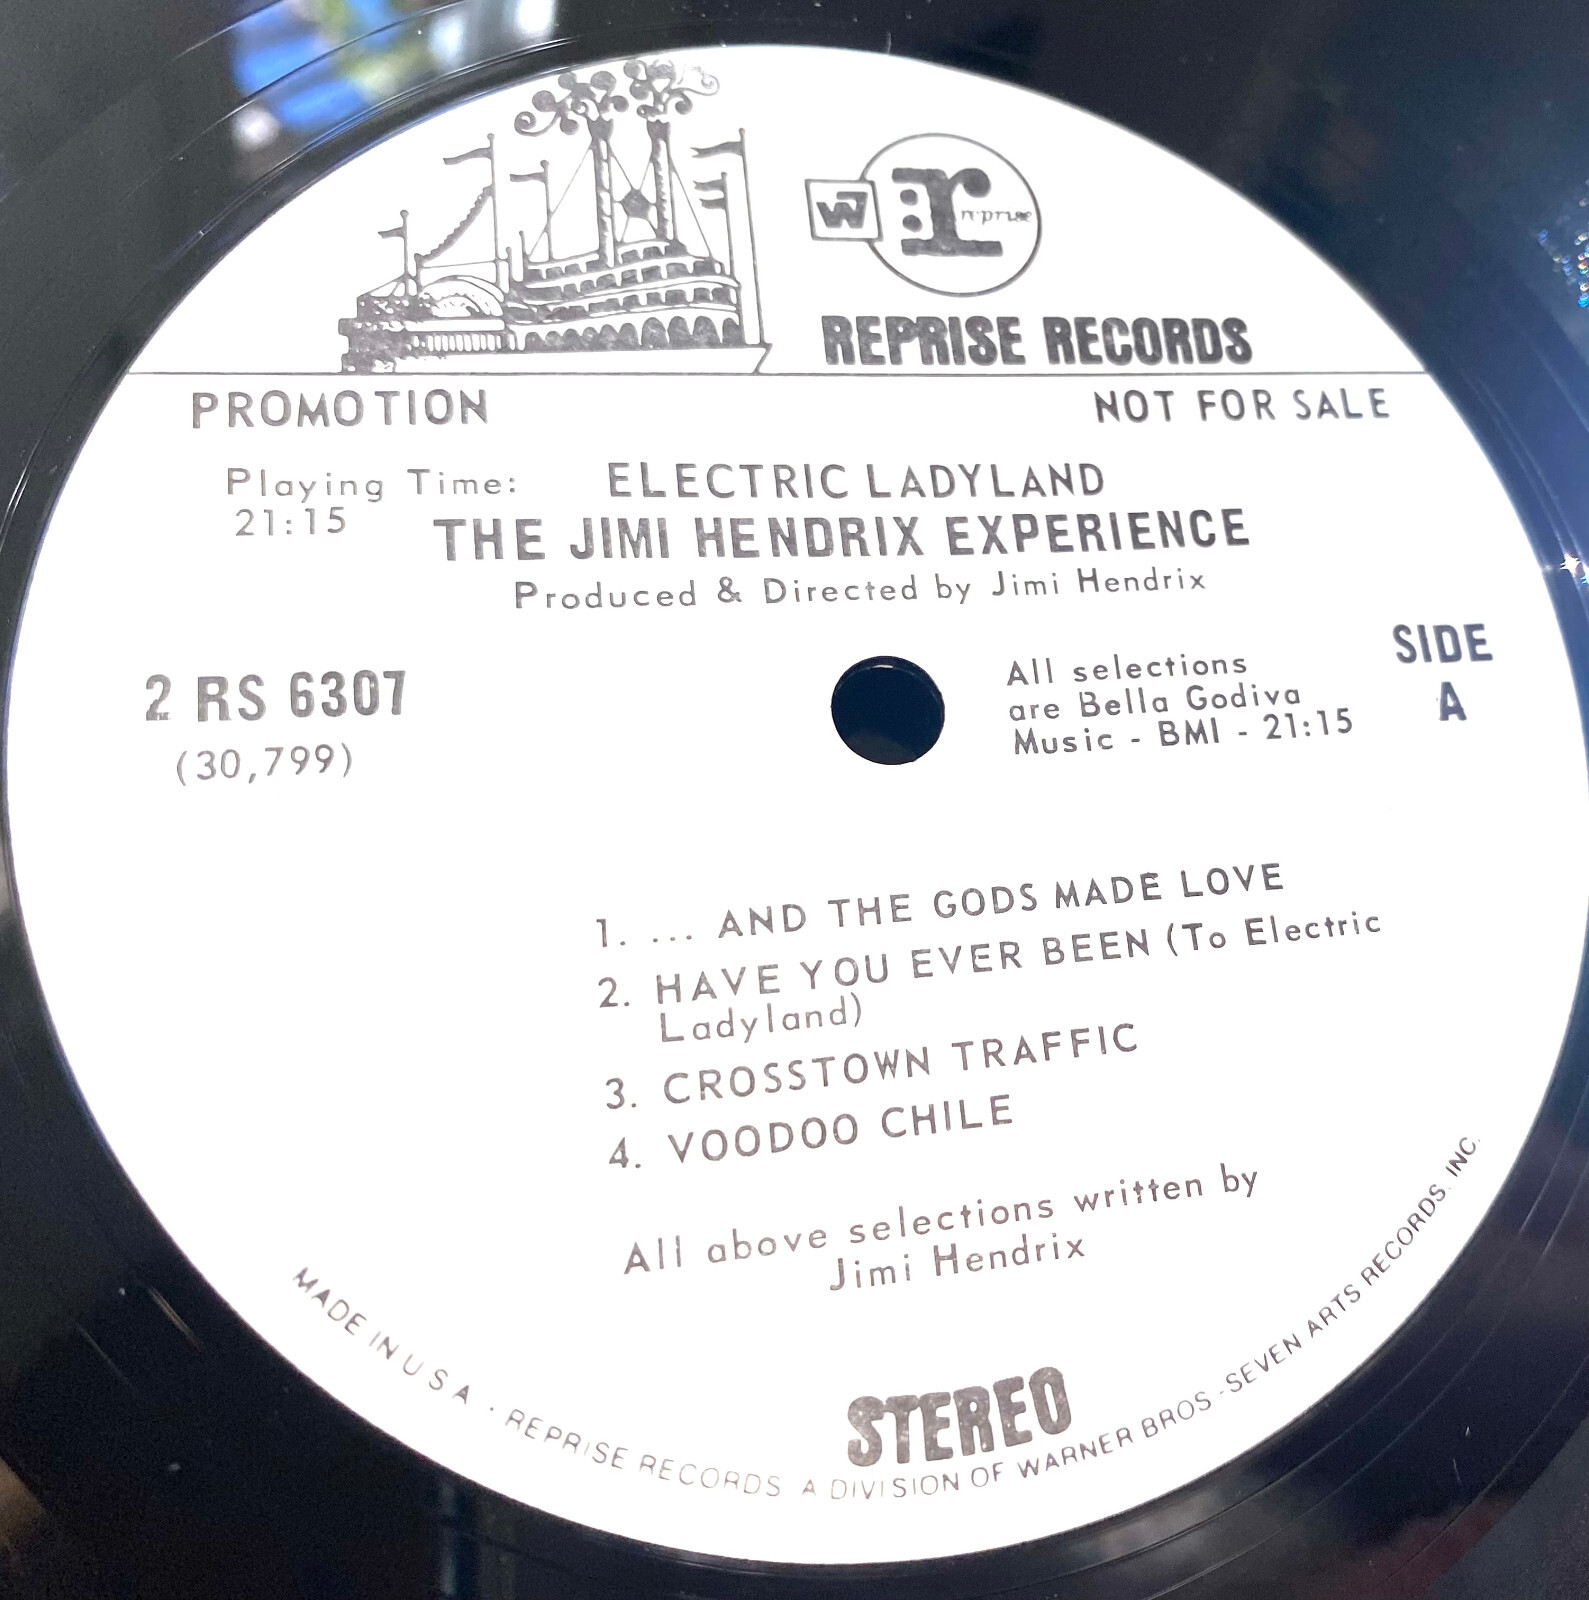 W7
r: reprise
REPRISE RECORDS
PROMOTION NOT FOR SALE
Playing Time: ELECTRIC LADYLAND
21:15 THE JIMI HENDRIX EXPERIENCE
Produced & Directed by Jimi Hendrix
SIDE
A
2 RS 6307
(30,799)
All selections
are Bella Godiva
Music - BMI - 21:15
1. ... AND THE GODS MADE LOVE
2. HAVE YOU EVER BEEN (To Electric
Ladyland)
3. CROSSTOWN TRAFFIC
4. VOODOO CHILE
All above selections written by
Jimi Hendrix
STEREO
MADE IN U S A · REPRISE RECORDS A DIVISION OF WARNER BROS - SEVEN ARTS RECORDS, INC.